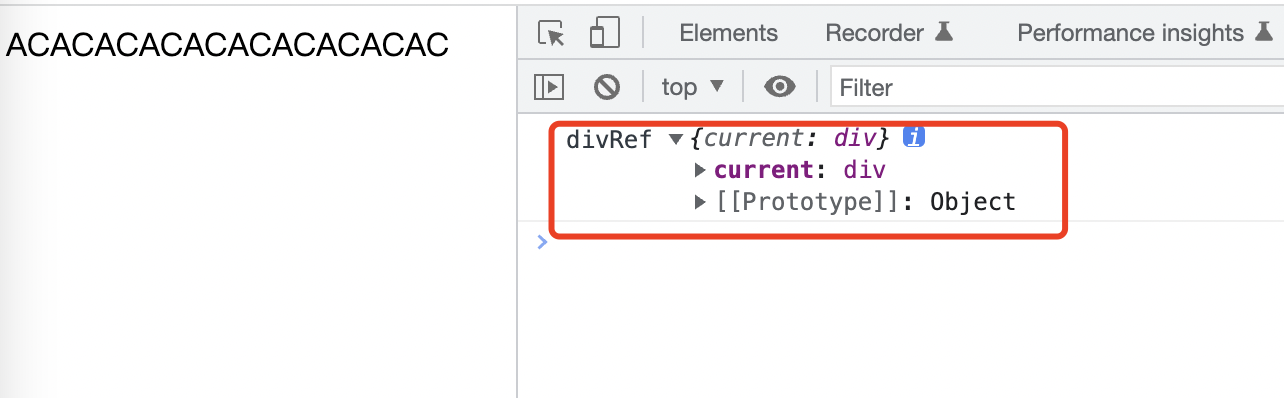 ACACACACACACACACACAC
Elements Recorder Performance insights
top Filter
divRef {current: div} i
current: div
[[Prototype]]: Object